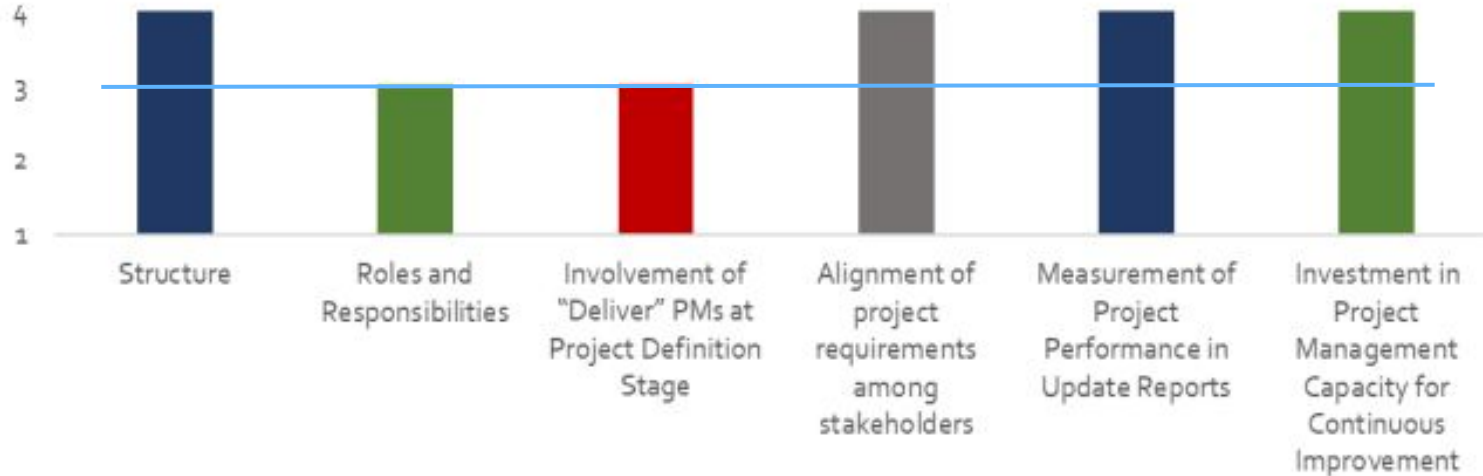 4
3
2
1
Structure
Roles and
Responsibilities
Involvement of
“Deliver” PMs at
Project Definition
Stage
Alignment of
project
requirements
among
stakeholders
Measurement of
Project
Performance in
Update Reports
Investment in
Project
Management
Capacity for
Continuous
Improvement